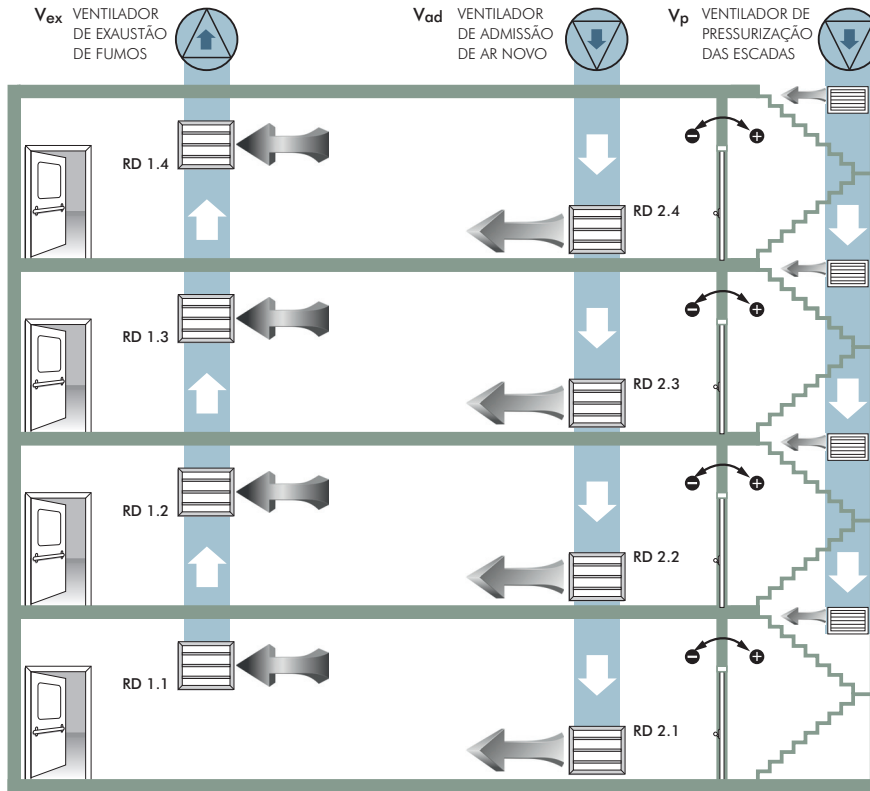 Vex VENTILADOR
DE EXAUSTÃO
DE FUMOS
Vad VENTILADOR
DE ADMISSÃO
DE AR NOVO
Vp VENTILADOR DE
PRESSURIZAÇÃO
DAS ESCADAS
RD 1.4
RD 2.4
- +
RD 1.3
RD 2.3
- +
RD 1.2
RD 2.2
- +
RD 1.1
RD 2.1
- +